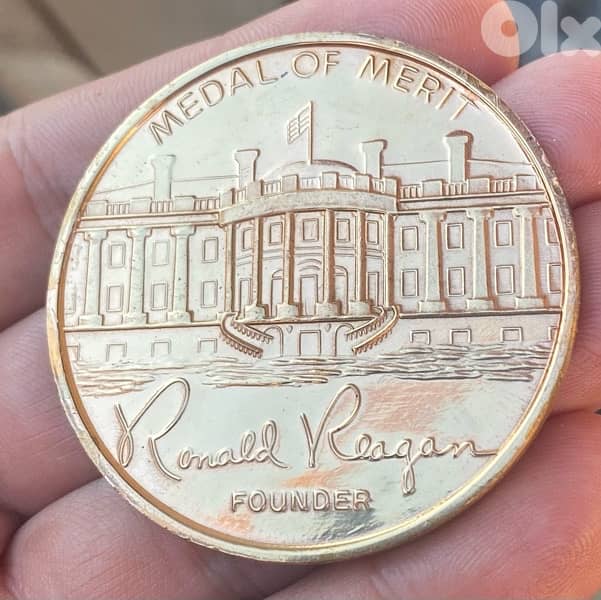 Olx
MEDAL OF MERIT
Ronald Reagan
FOUNDER